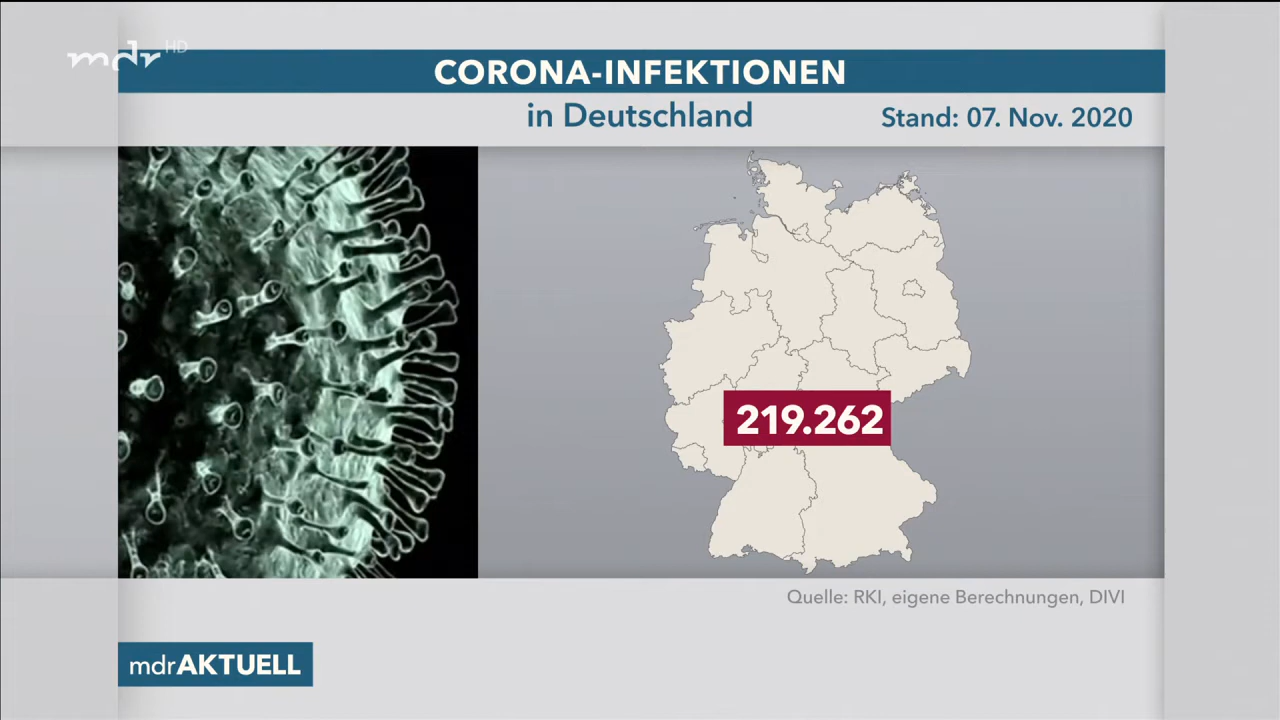 mdr HD
CORONA-INFEKTIONEN
in Deutschland
Stand: 07. Nov. 2020
219.262
Quelle: RKI, eigene Berechnungen, DIVI
mdrAKTUELL